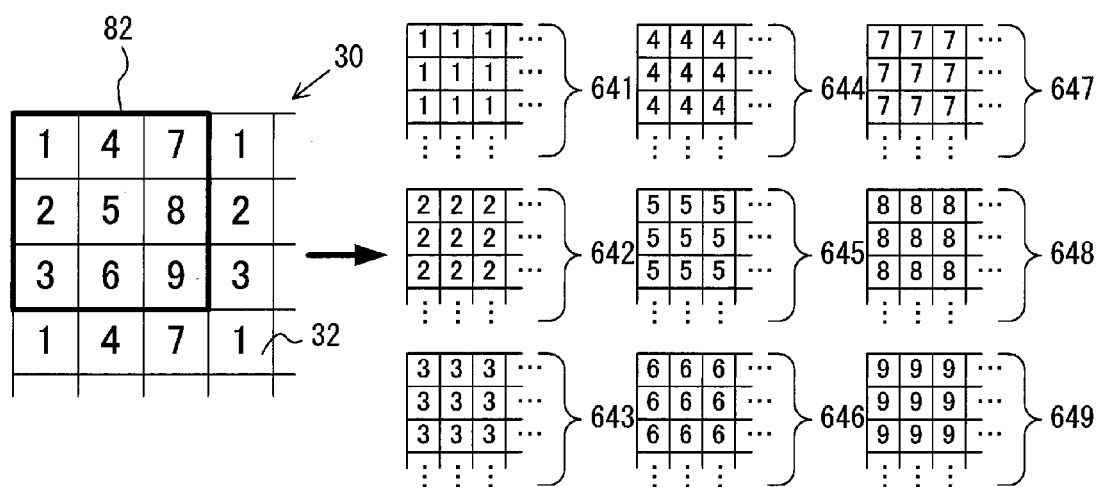 82
30
1 4 7 1
2 5 8 2
3 6 9 3
1 4 7 1
32
1 1 1 ...
1 1 1 ...
1 1 1 ...
⋮ ⋮ ⋮
641
4 4 4 ...
4 4 4 ...
4 4 4 ...
⋮ ⋮ ⋮
644
7 7 7 ...
7 7 7 ...
7 7 7 ...
⋮ ⋮ ⋮
647
2 2 2 ...
2 2 2 ...
2 2 2 ...
⋮ ⋮ ⋮
642
5 5 5 ...
5 5 5 ...
5 5 5 ...
⋮ ⋮ ⋮
645
8 8 8 ...
8 8 8 ...
8 8 8 ...
⋮ ⋮ ⋮
648
3 3 3 ...
3 3 3 ...
3 3 3 ...
⋮ ⋮ ⋮
643
6 6 6 ...
6 6 6 ...
6 6 6 ...
⋮ ⋮ ⋮
646
9 9 9 ...
9 9 9 ...
9 9 9 ...
⋮ ⋮ ⋮
649